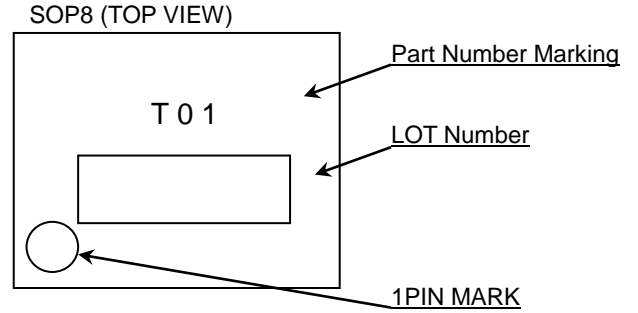 SOP8 (TOP VIEW)
Part Number Marking
T 0 1
LOT Number
1PIN MARK